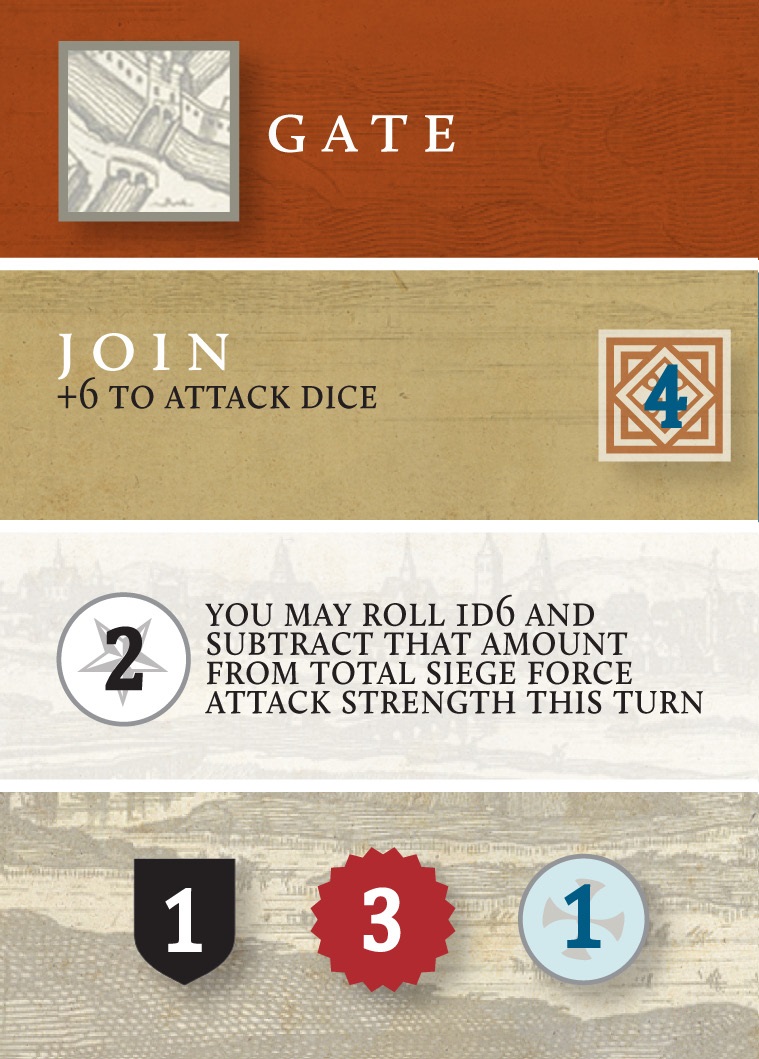 GATE
JOIN
+6 TO ATTACK DICE
4
2
YOU MAY ROLL 1D6 AND
SUBTRACT THAT AMOUNT
FROM TOTAL SIEGE FORCE
ATTACK STRENGTH THIS TURN
1
3
1